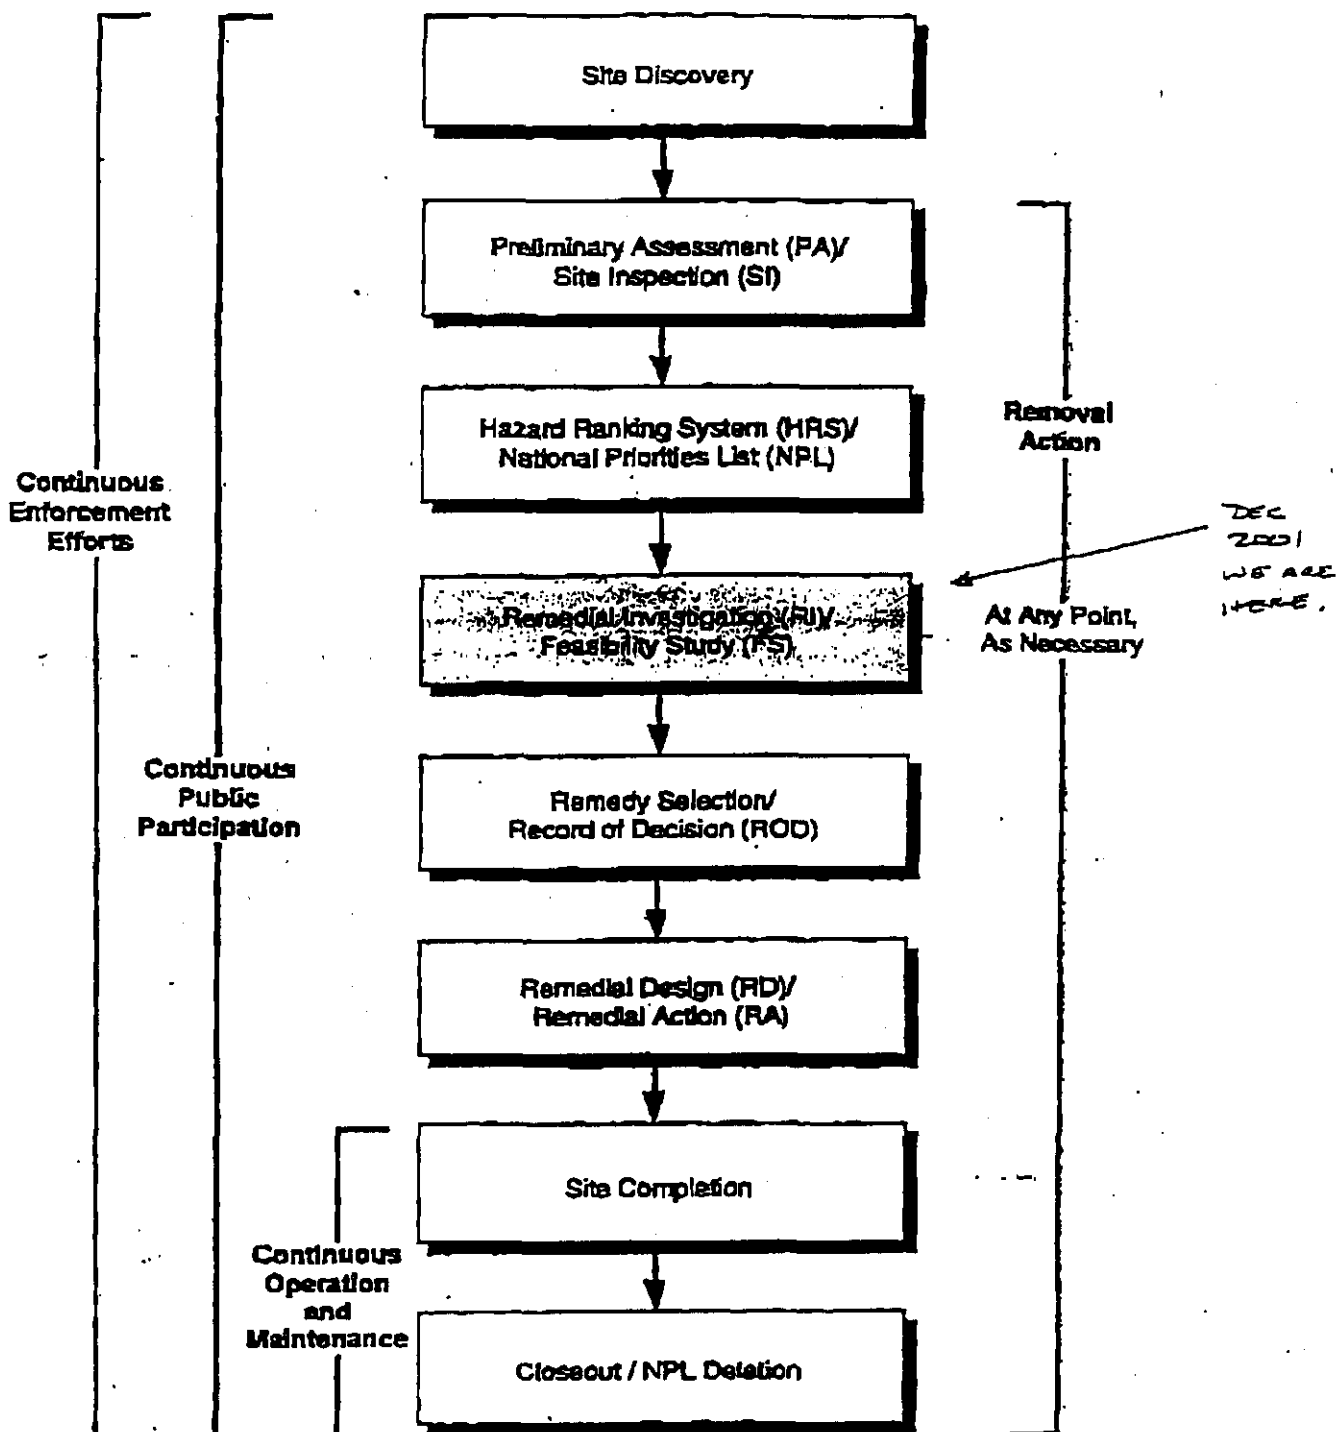 Site Discovery
Preliminary Assessment (PA)/
Site Inspection (SI)
Hazard Ranking System (HRS)/
National Priorities List (NPL)
Removal
Action
Continuous
Enforcement
Efforts
DEC
2001
WE ARE
HERE.
Remedial Investigation (RI)/
Feasibility Study (FS)
At Any Point,
As Necessary
Continuous
Public
Participation
Remedy Selection/
Record of Decision (ROD)
Remedial Design (RD)/
Remedial Action (RA)
Site Completion
Continuous
Operation
and
Maintenance
Closeout / NPL Deletion